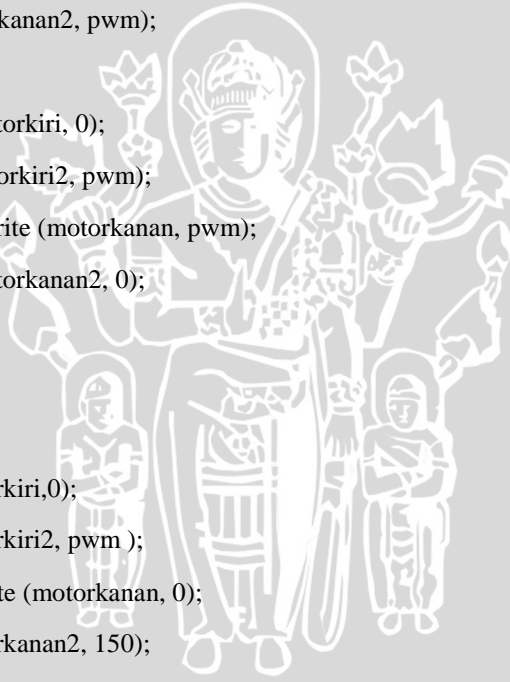 kanan2, pwm);
torkiri, 0);
orkiri2, pwm);
rite (motorkanan, pwm);
torkanan2, 0);
rkiri,0);
rkiri2, pwm );
te (motorkanan, 0);
rkanan2, 150);